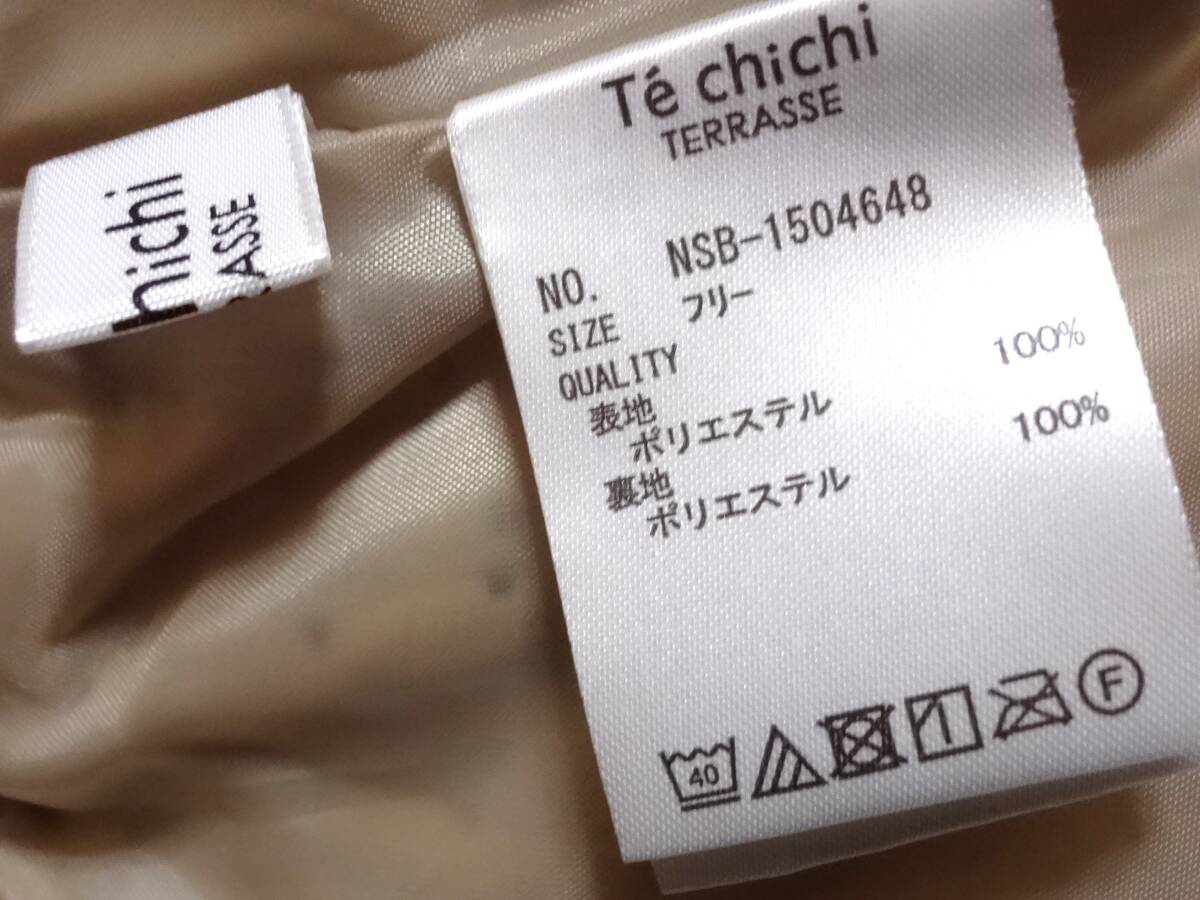 Té chichi
TERRASSE
NO. NSB-1504648
SIZE フリー
QUALITY
表地
ポリエステル 100%
裏地
ポリエステル 100%
40
F
hichi
ASSE